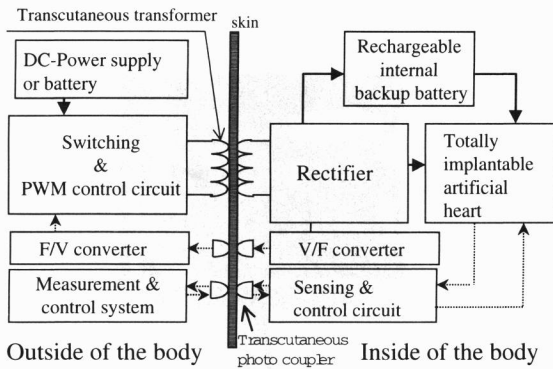 Transcutaneous transformer
skin
DC-Power supply
or battery
Rechargeable
internal
backup battery
Switching
&
PWM control circuit
Rectifier
Totally
implantable
artificial
heart
F/V converter
V/F converter
Measurement &
control system
Sensing &
control circuit
Transcutaneous
photo coupler
Outside of the body
Inside of the body